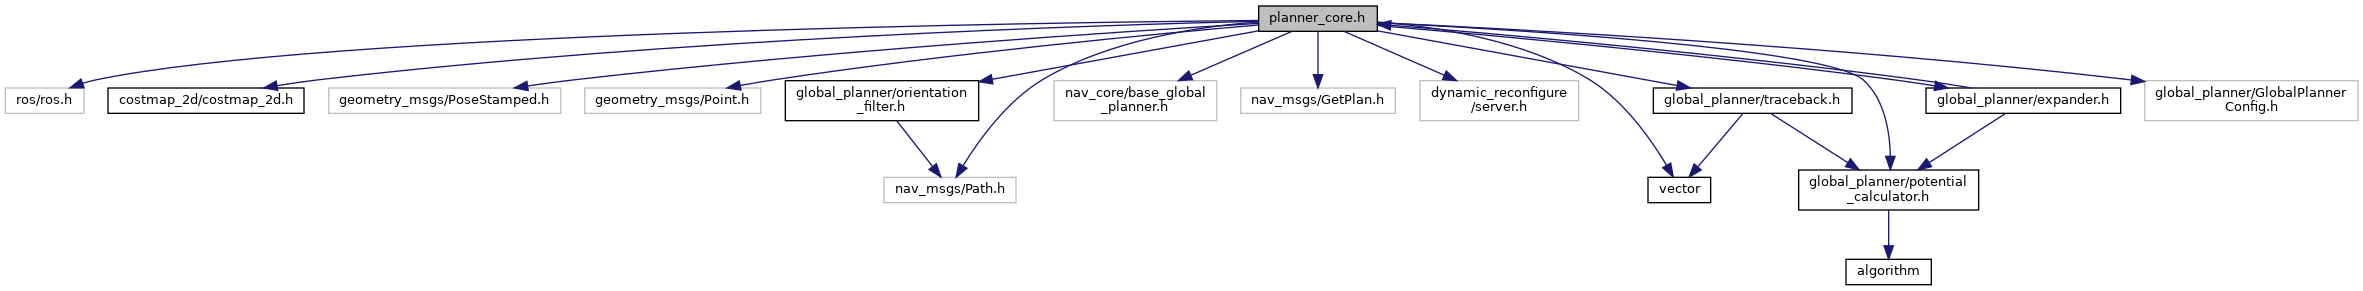 planner_core.h
ros/ros.h
costmap_2d/costmap_2d.h
geometry_msgs/PoseStamped.h
geometry_msgs/Point.h
global_planner/orientation
_filter.h
nav_core/base_global
_planner.h
nav_msgs/GetPlan.h
dynamic_reconfigure
/server.h
global_planner/traceback.h
global_planner/expander.h
global_planner/GlobalPlanner
Config.h
nav_msgs/Path.h
vector
global_planner/potential
_calculator.h
algorithm